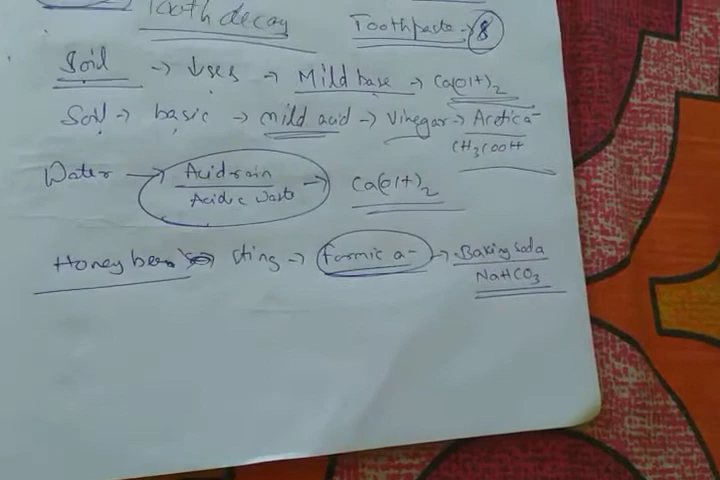 Tooth decay Toothpaste → 8
Soil → ↓ses → Mild base → Ca(OH)2
Soil → basic → mild acid → Vinegar → Acetic a-
CH3COOH
Water → Acid rain
Acidic Waste → Ca(OH)2
Honey bee → sting → Formic a- → Baking Soda
NaHCO3